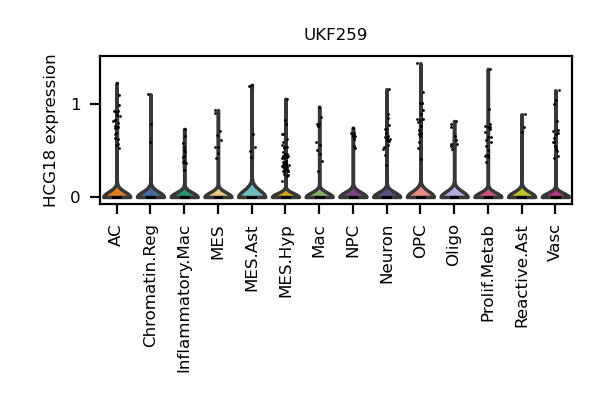 UKF259
HCG18 expression
1
0
AC
Chromatin.Reg
Inflammatory.Mac
MES
MES.Ast
MES.Hyp
Mac
NPC
Neuron
OPC
Oligo
Prolif.Metab
Reactive.Ast
Vasc